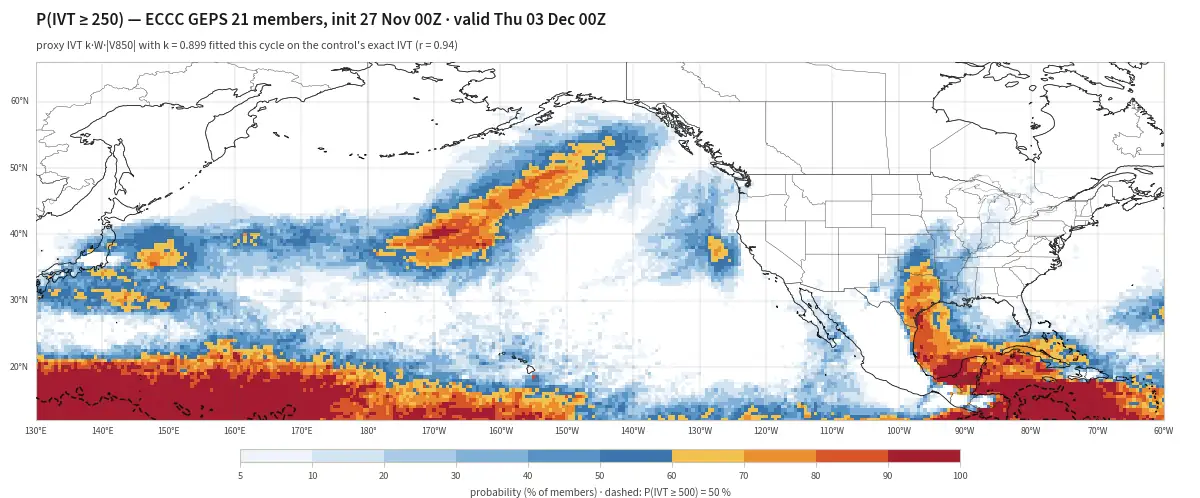 P(IVT ≥ 250) — ECCC GEPS 21 members, init 27 Nov 00Z · valid Thu 03 Dec 00Z
proxy IVT k·W·|V850| with k = 0.899 fitted this cycle on the control's exact IVT (r = 0.94)
60°N
50°N
40°N
30°N
20°N
130°E 140°E 150°E 160°E 170°E 180° 170°W 160°W 150°W 140°W 130°W 120°W 110°W 100°W 90°W 80°W 70°W 60°W
5 10 20 30 40 50 60 70 80 90 100
probability (% of members) · dashed: P(IVT ≥ 500) = 50 %